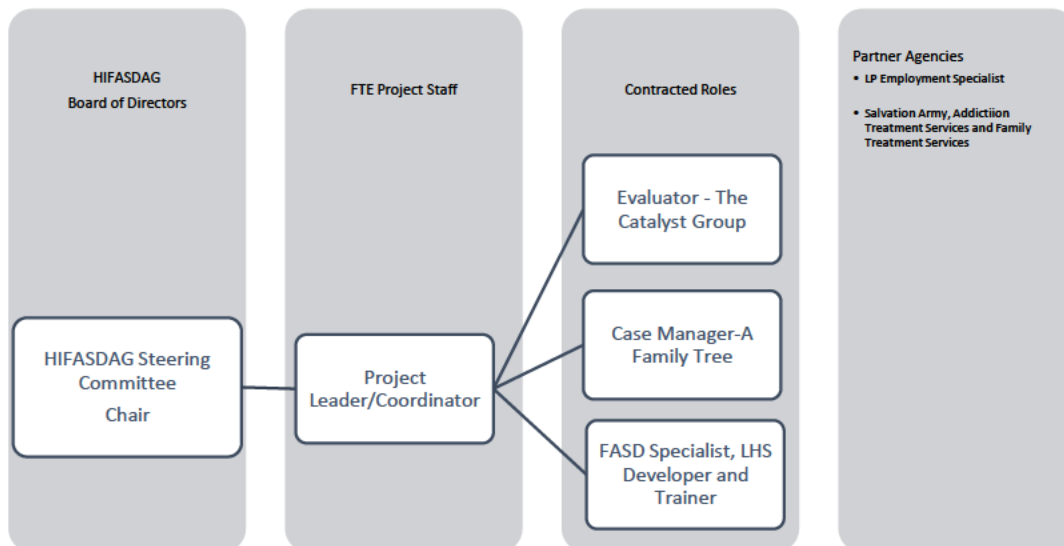 HIFASDAG
Board of Directors
HIFASDAG Steering
Committee
Chair
FTE Project Staff
Project
Leader/Coordinator
Contracted Roles
Evaluator - The
Catalyst Group
Case Manager-A
Family Tree
FASD Specialist, LHS
Developer and
Trainer
Partner Agencies
• LP Employment Specialist
• Salvation Army, Addictiion
Treatment Services and Family
Treatment Services